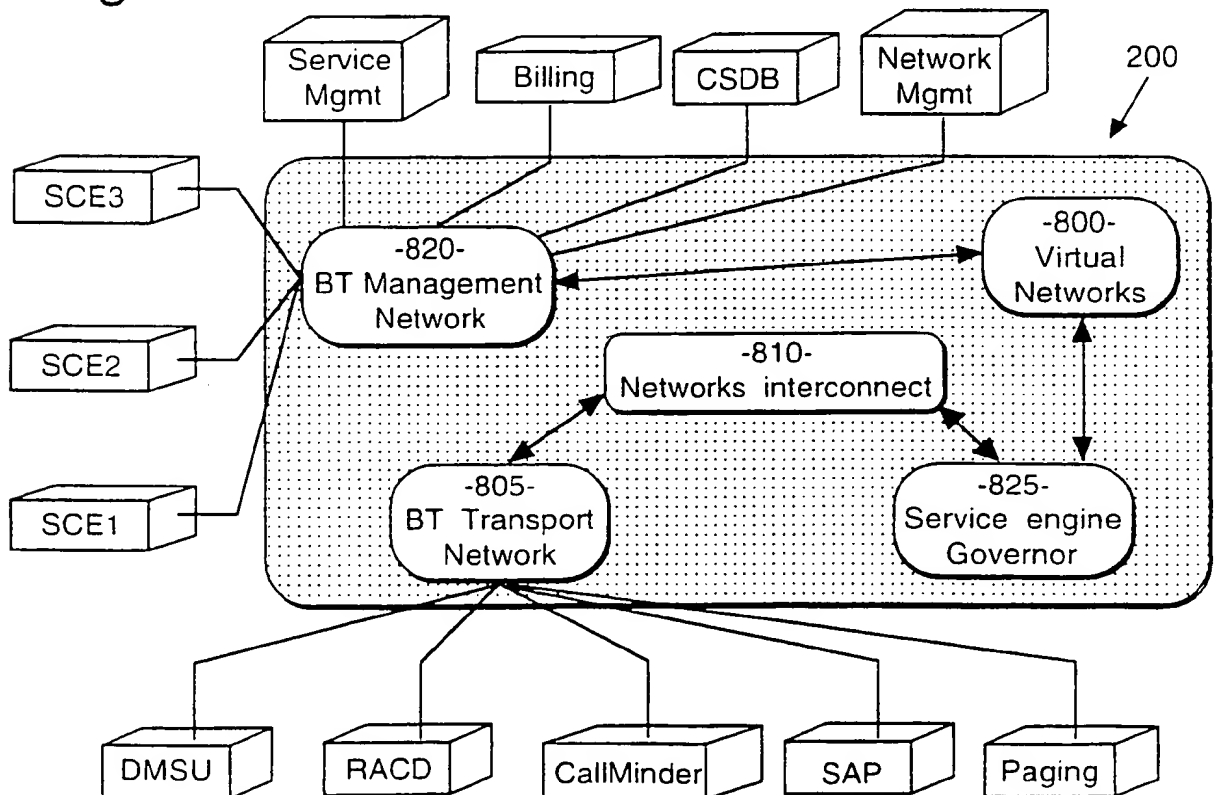 Service
Mgmt
Billing
CSDB
Network
Mgmt
200
SCE3
-820-
BT Management
Network
-800-
Virtual
Networks
SCE2
-810-
Networks interconnect
SCE1
-805-
BT Transport
Network
-825-
Service engine
Governor
DMSU
RACD
CallMinder
SAP
Paging